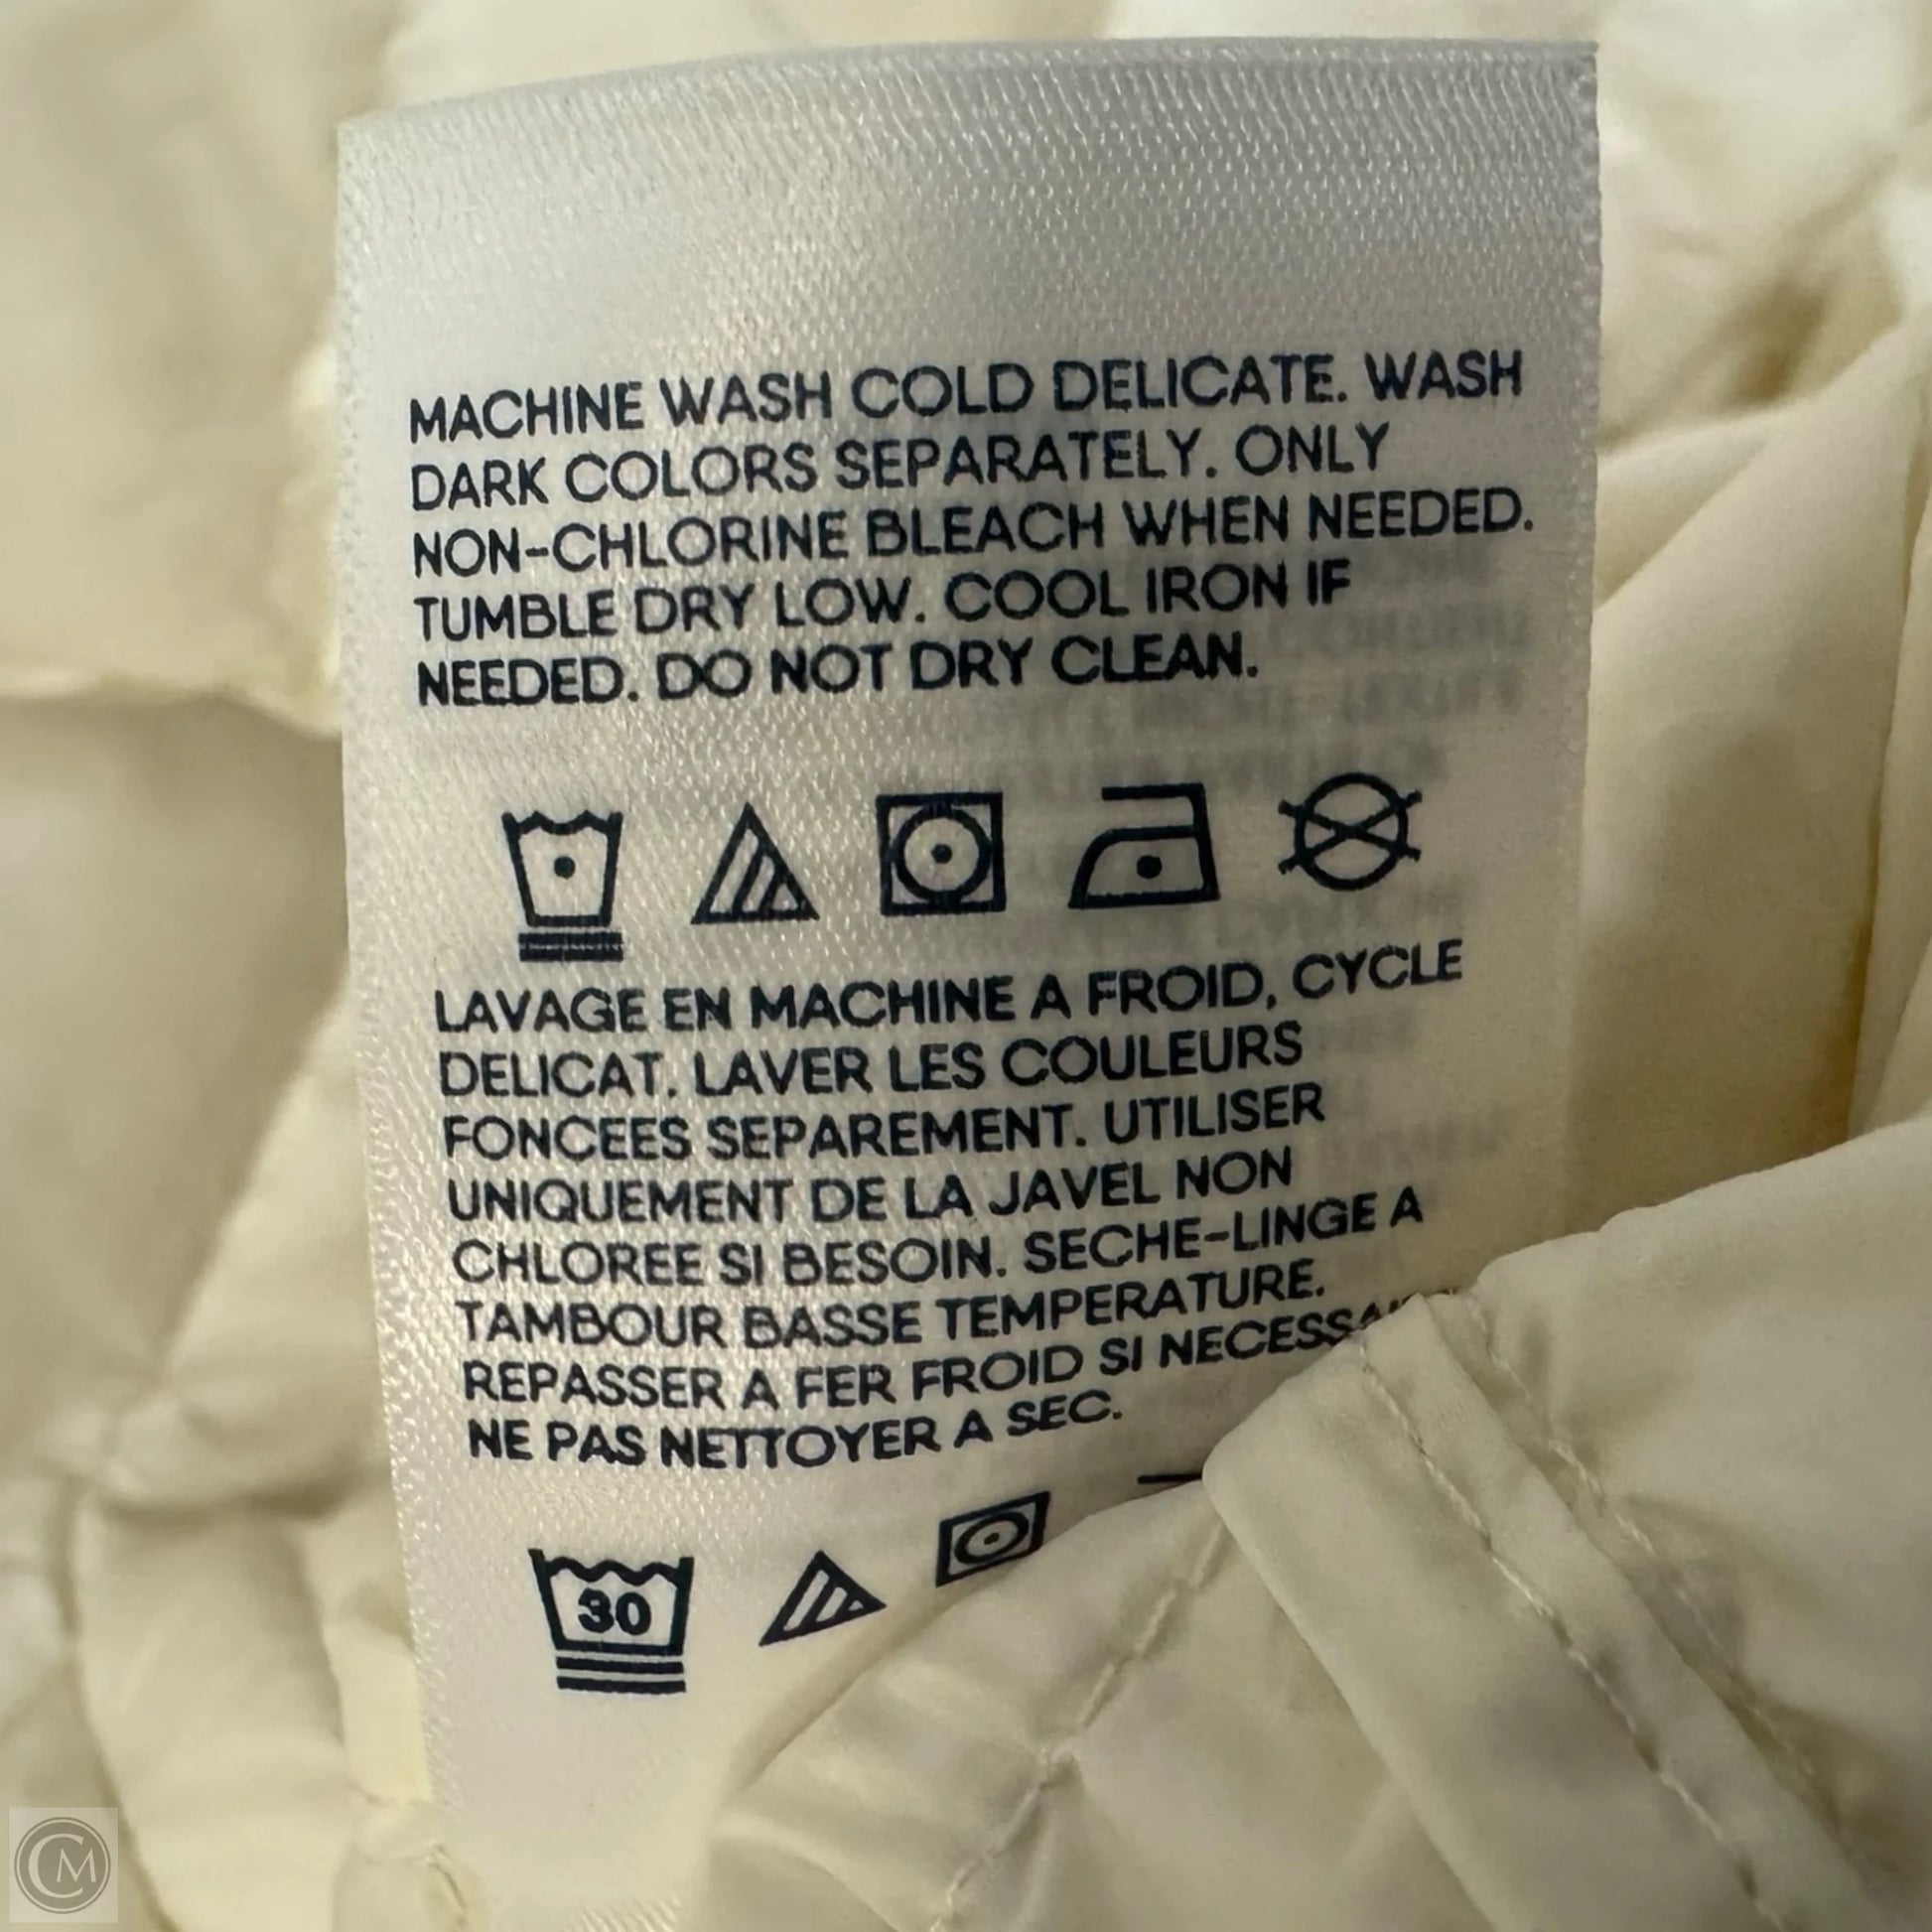 MACHINE WASH COLD DELICATE. WASH
DARK COLORS SEPARATELY. ONLY
NON-CHLORINE BLEACH WHEN NEEDED.
TUMBLE DRY LOW. COOL IRON IF
NEEDED. DO NOT DRY CLEAN.
LAVAGE EN MACHINE A FROID, CYCLE
DELICAT. LAVER LES COULEURS
FONCEES SEPAREMENT. UTILISER
UNIQUEMENT DE LA JAVEL NON
CHLOREE SI BESOIN. SECHE-LINGE A
TAMBOUR BASSE TEMPERATURE.
REPASSER A FER FROID SI
NE PAS NETTOYER A SEC.
30
CM